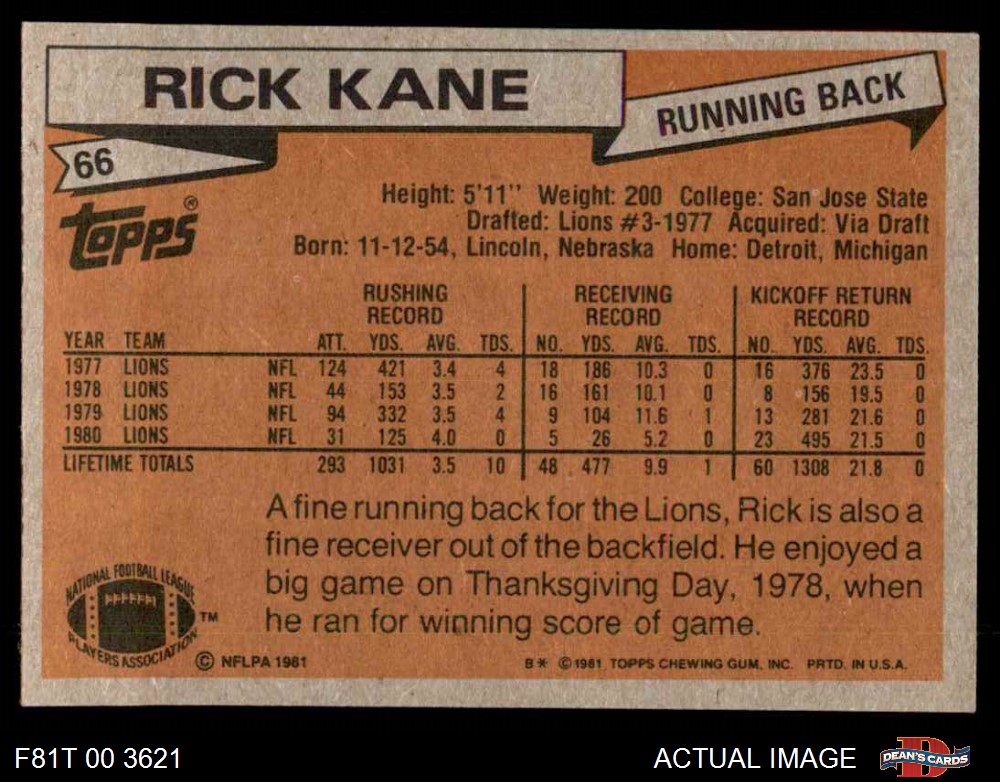 RICK KANE
RUNNING BACK
66
TOPPS®
Height: 5'11'' Weight: 200 College: San Jose State
Drafted: Lions #3-1977 Acquired: Via Draft
Born: 11-12-54, Lincoln, Nebraska Home: Detroit, Michigan
RUSHING RECORD RECEIVING RECORD KICKOFF RETURN RECORD
YEAR TEAM ATT. YDS. AVG. TDS. NO. YDS. AVG. TDS. NO. YDS. AVG. TDS.
1977 LIONS NFL 124 421 3.4 4 18 186 10.3 0 16 376 23.5 0
1978 LIONS NFL 44 153 3.5 2 16 161 10.1 0 8 156 19.5 0
1979 LIONS NFL 94 332 3.5 4 9 104 11.6 1 13 281 21.6 0
1980 LIONS NFL 31 125 4.0 0 5 26 5.2 0 23 495 21.5 0
LIFETIME TOTALS 293 1031 3.5 10 48 477 9.9 1 60 1308 21.8 0
A fine running back for the Lions, Rick is also a
fine receiver out of the backfield. He enjoyed a
big game on Thanksgiving Day, 1978, when
he ran for winning score of game.
NATIONAL FOOTBALL LEAGUE
PLAYERS ASSOCIATION
™
© NFLPA 1981
B* © 1981 TOPPS CHEWING GUM, INC. PRTD. IN U.S.A.
F81T 00 3621
ACTUAL IMAGE
DEAN'S CARDS